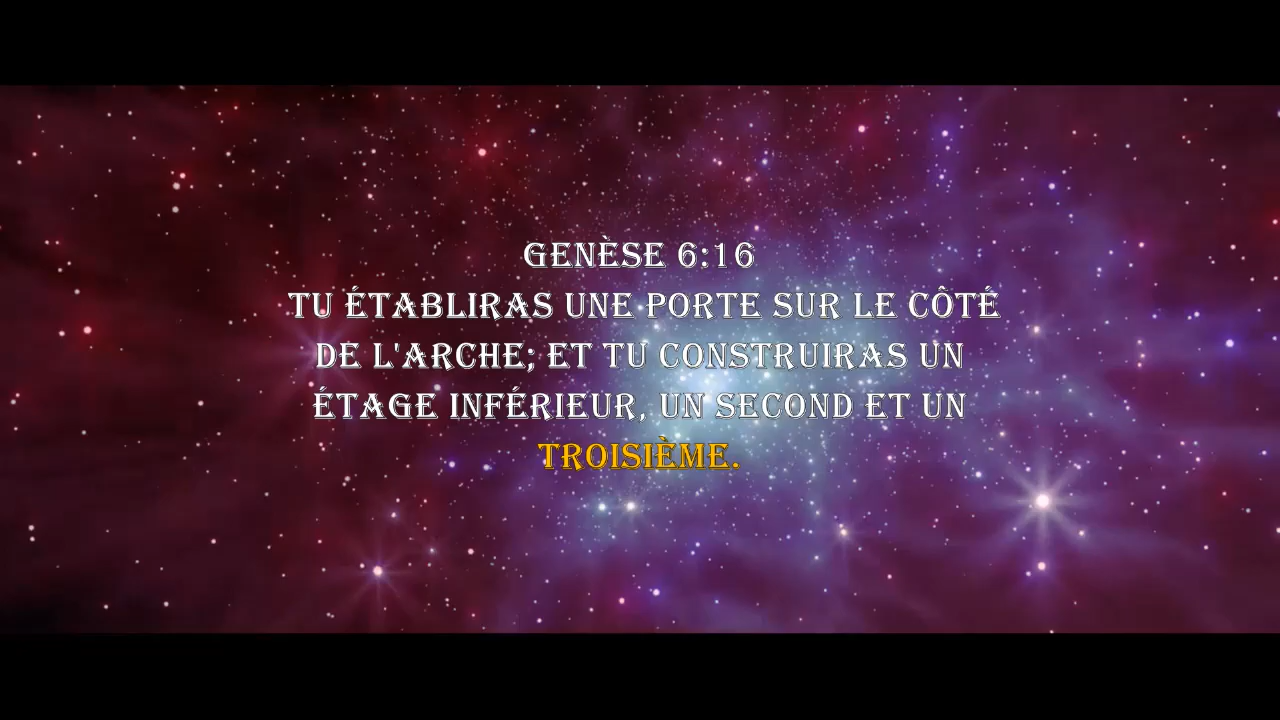 GENÈSE 6:16
TU ÉTABLIRAS UNE PORTE SUR LE CÔTÉ
DE L'ARCHE; ET TU CONSTRUIRAS UN
ÉTAGE INFÉRIEUR, UN SECOND ET UN
TROISIÈME.